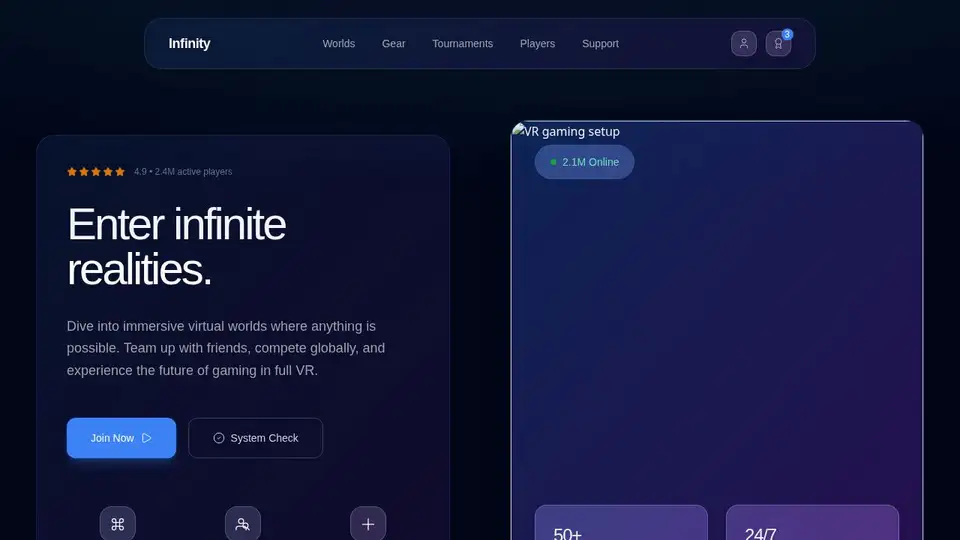 Infinity
Worlds
Gear
Tournaments
Players
Support
3
4.9 • 2.4M active players
Enter infinite
realities.
Dive into immersive virtual worlds where anything is
possible. Team up with friends, compete globally, and
experience the future of gaming in full VR.
Join Now
System Check
VR gaming setup
2.1M Online
50+
24/7